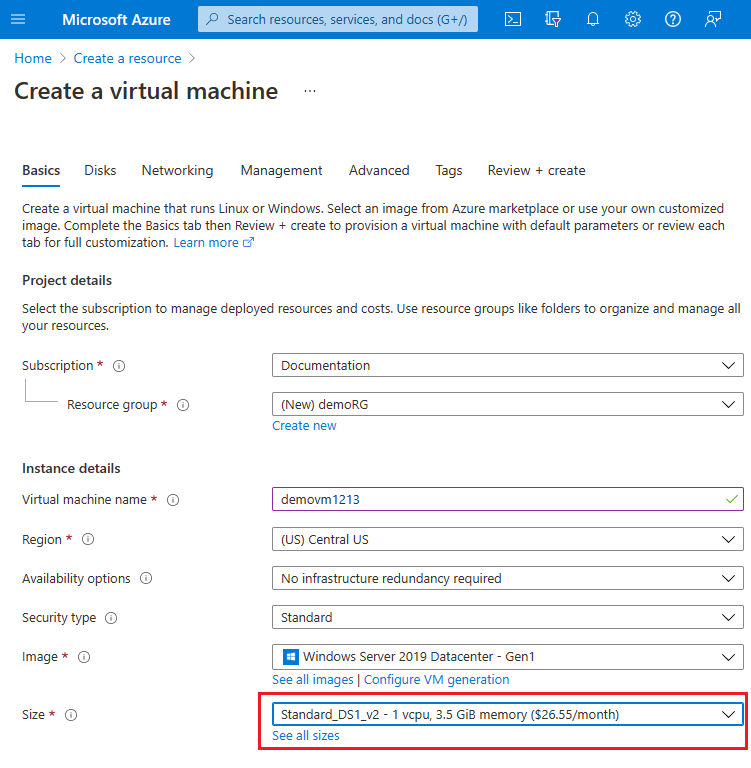 Microsoft Azure
Search resources, services, and docs (G+/)
Home > Create a resource >
Create a virtual machine ...
Basics Disks Networking Management Advanced Tags Review + create
Create a virtual machine that runs Linux or Windows. Select an image from Azure marketplace or use your own customized
image. Complete the Basics tab then Review + create to provision a virtual machine with default parameters or review each
tab for full customization. Learn more
Project details
Select the subscription to manage deployed resources and costs. Use resource groups like folders to organize and manage all
your resources.
Subscription * Documentation
Resource group * (New) demoRG
Create new
Instance details
Virtual machine name * demovm1213
Region * (US) Central US
Availability options No infrastructure redundancy required
Security type Standard
Image * Windows Server 2019 Datacenter - Gen1
See all images | Configure VM generation
Size * Standard_DS1_v2 - 1 vcpu, 3.5 GiB memory ($26.55/month)
See all sizes